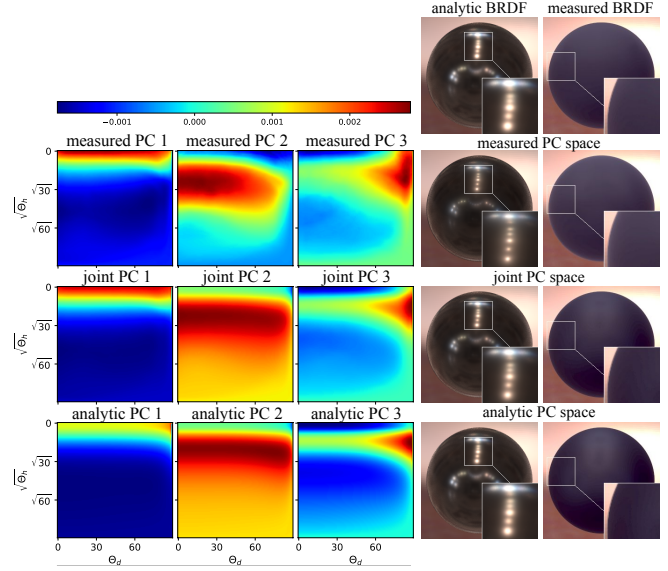 analytic BRDF measured BRDF
−0.001 0.000 0.001 0.002
measured PC 1 measured PC 2 measured PC 3 measured PC space
0
√30
√Θh
√60
joint PC 1 joint PC 2 joint PC 3 joint PC space
0
√30
√Θh
√60
analytic PC 1 analytic PC 2 analytic PC 3 analytic PC space
0
√30
√Θh
√60
0 30 60 0 30 60 0 30 60
Θd Θd Θd